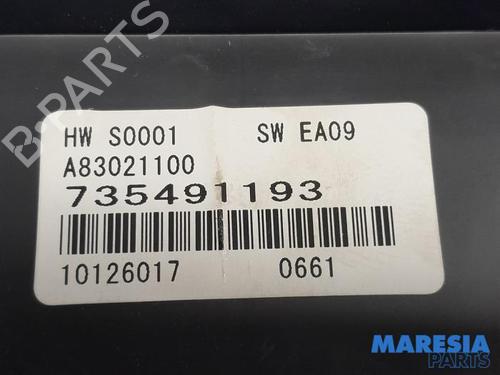 B-PARTS
HW S0001 SW EA09
A83021100
735491193
10126017 0661
MARESIA
PARTS